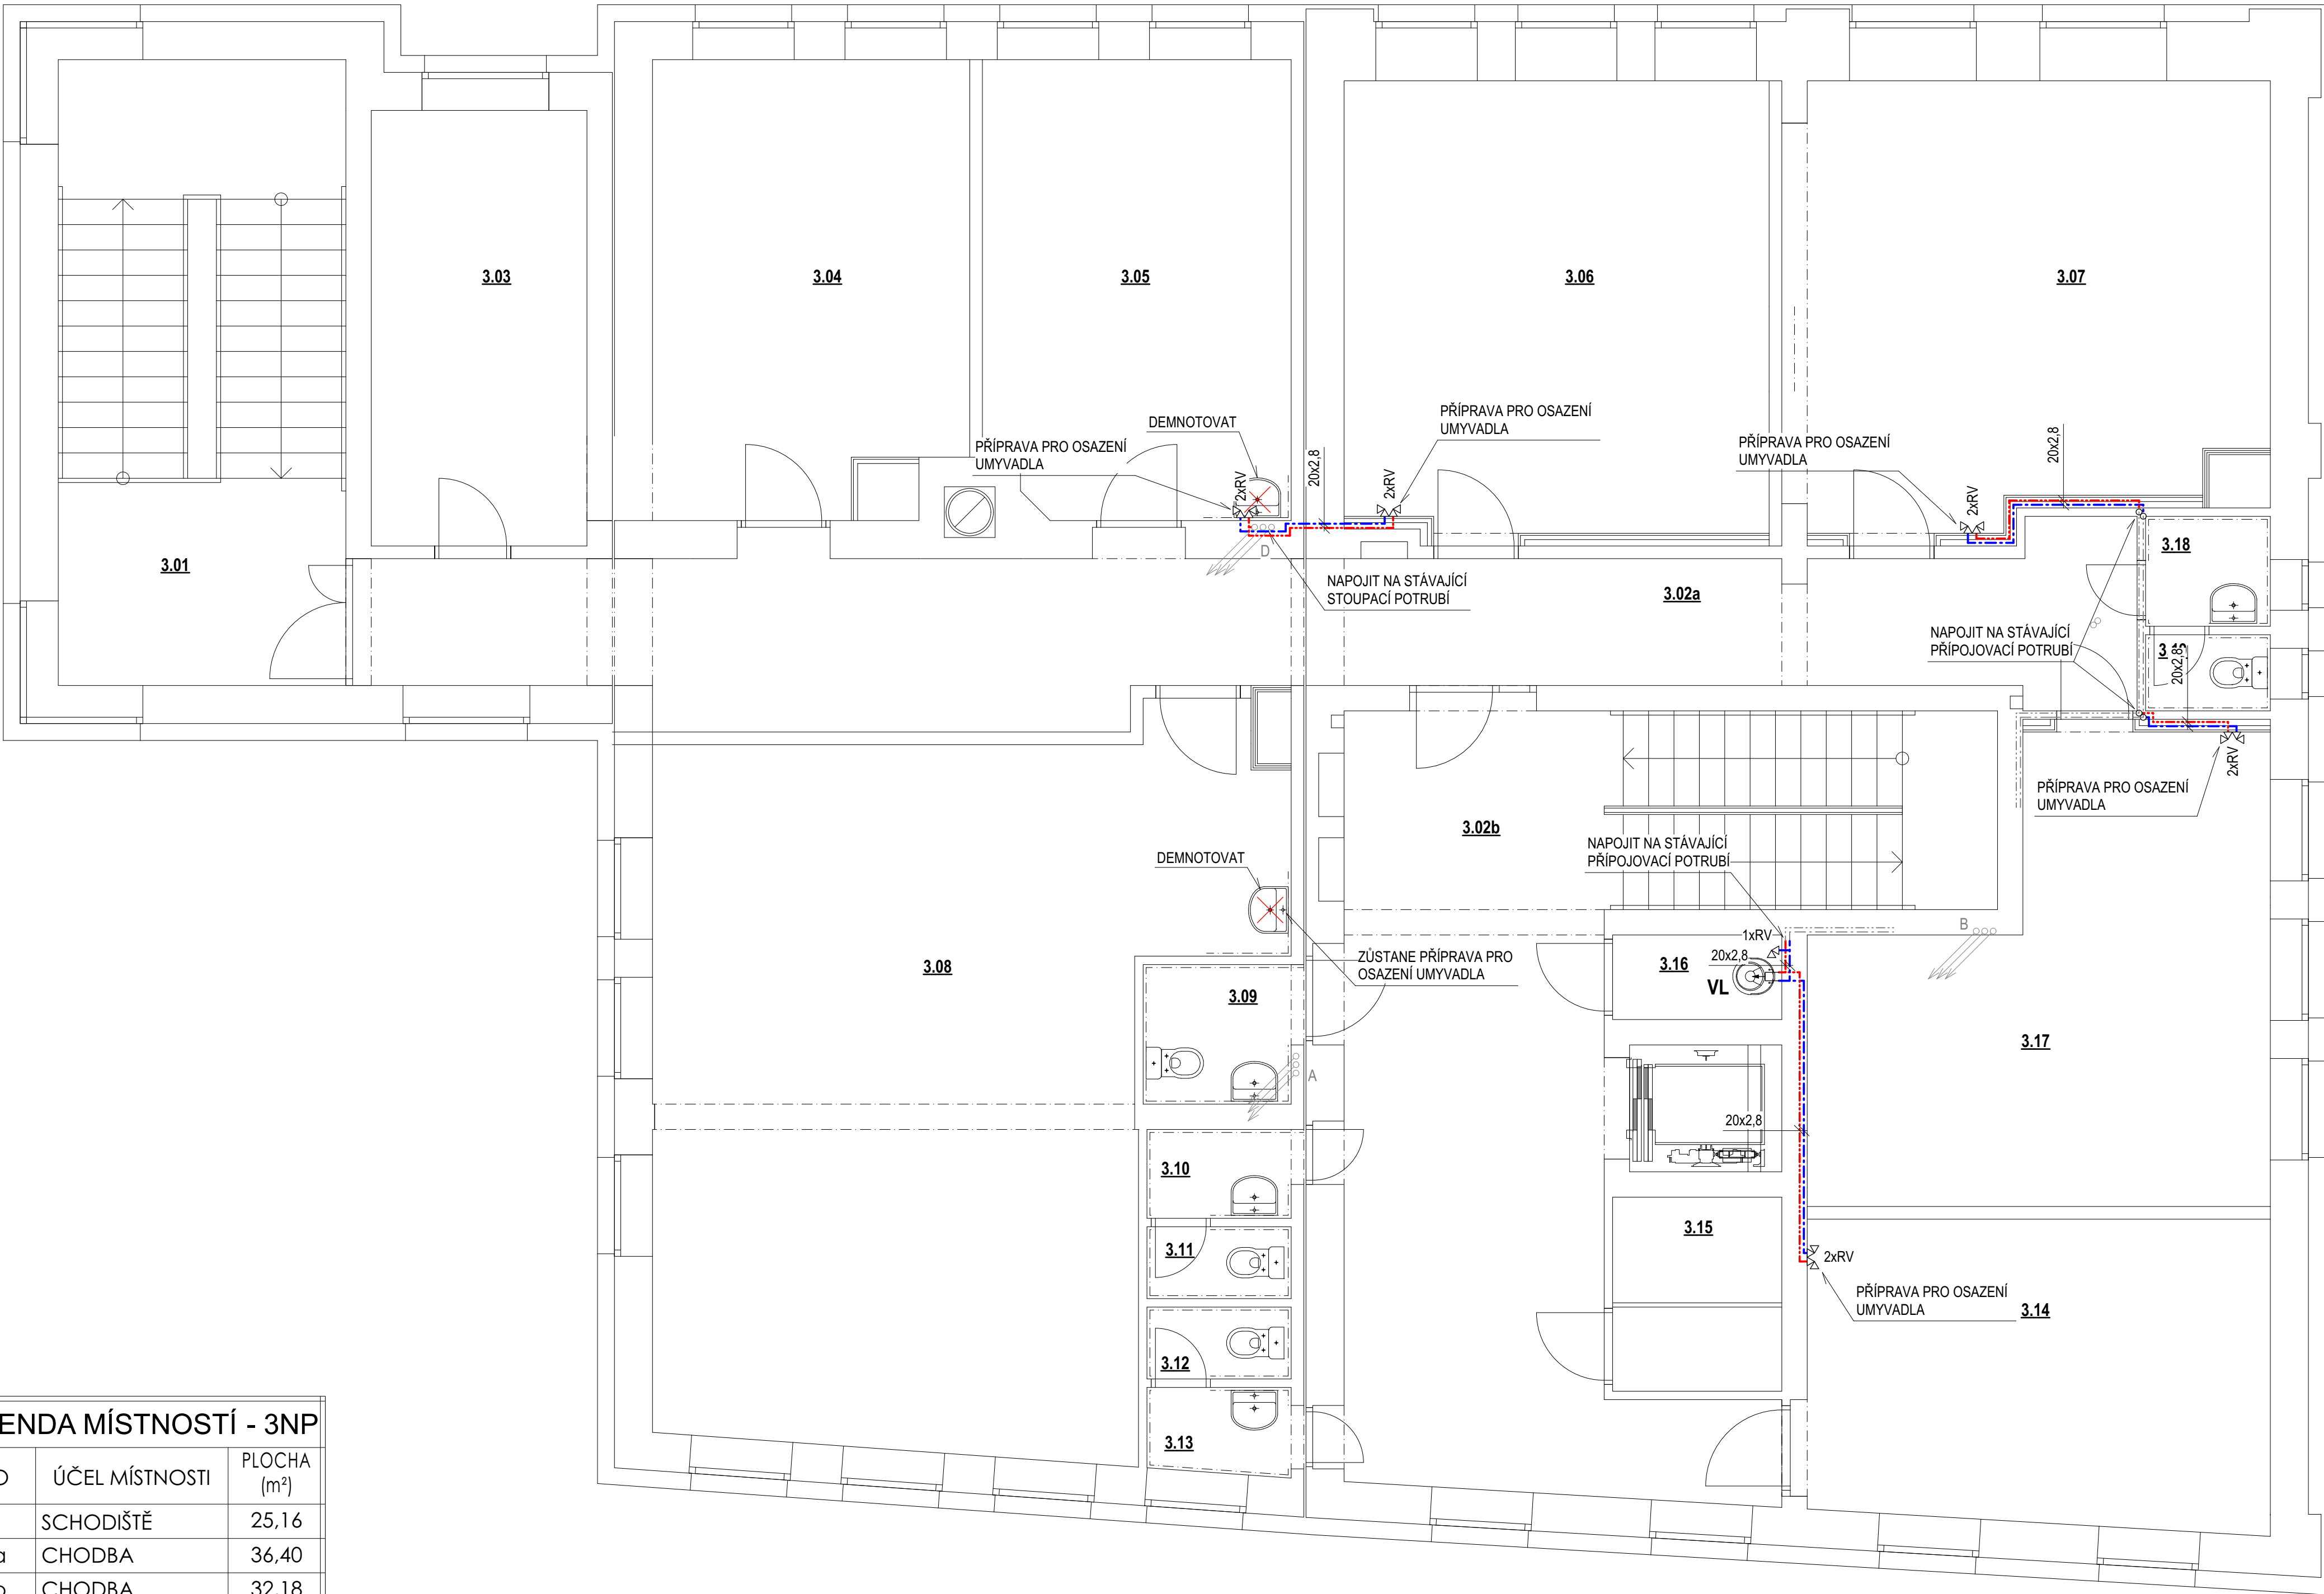 3.03
3.04
3.05
3.06
3.07
3.01
DEMNOTOVAT
PŘÍPRAVA PRO OSAZENÍ
UMYVADLA
2xRV
20x2,8
2xRV
PŘÍPRAVA PRO OSAZENÍ
UMYVADLA
PŘÍPRAVA PRO OSAZENÍ
UMYVADLA
2xRV
20x2,8
D
NAPOJIT NA STÁVAJÍCÍ
STOUPACÍ POTRUBÍ
3.02a
3.18
NAPOJIT NA STÁVAJÍCÍ
PŘÍPOJOVACÍ POTRUBÍ
20x2,8
2xRV
PŘÍPRAVA PRO OSAZENÍ
UMYVADLA
3.02b
NAPOJIT NA STÁVAJÍCÍ
PŘÍPOJOVACÍ POTRUBÍ
DEMNOTOVAT
3.08
ZŮSTANE PŘÍPRAVA PRO
OSAZENÍ UMYVADLA
3.09
A
B
1xRV
3.16
20x2,8
VL
3.17
20x2,8
3.10
3.11
3.12
3.13
3.15
2xRV
PŘÍPRAVA PRO OSAZENÍ
UMYVADLA
3.14
ENDA MÍSTNOSTÍ - 3NP
O
ÚČEL MÍSTNOSTI
PLOCHA
(m²)
SCHODIŠTĚ
25,16
a
CHODBA
36,40
CHODBA
32,18